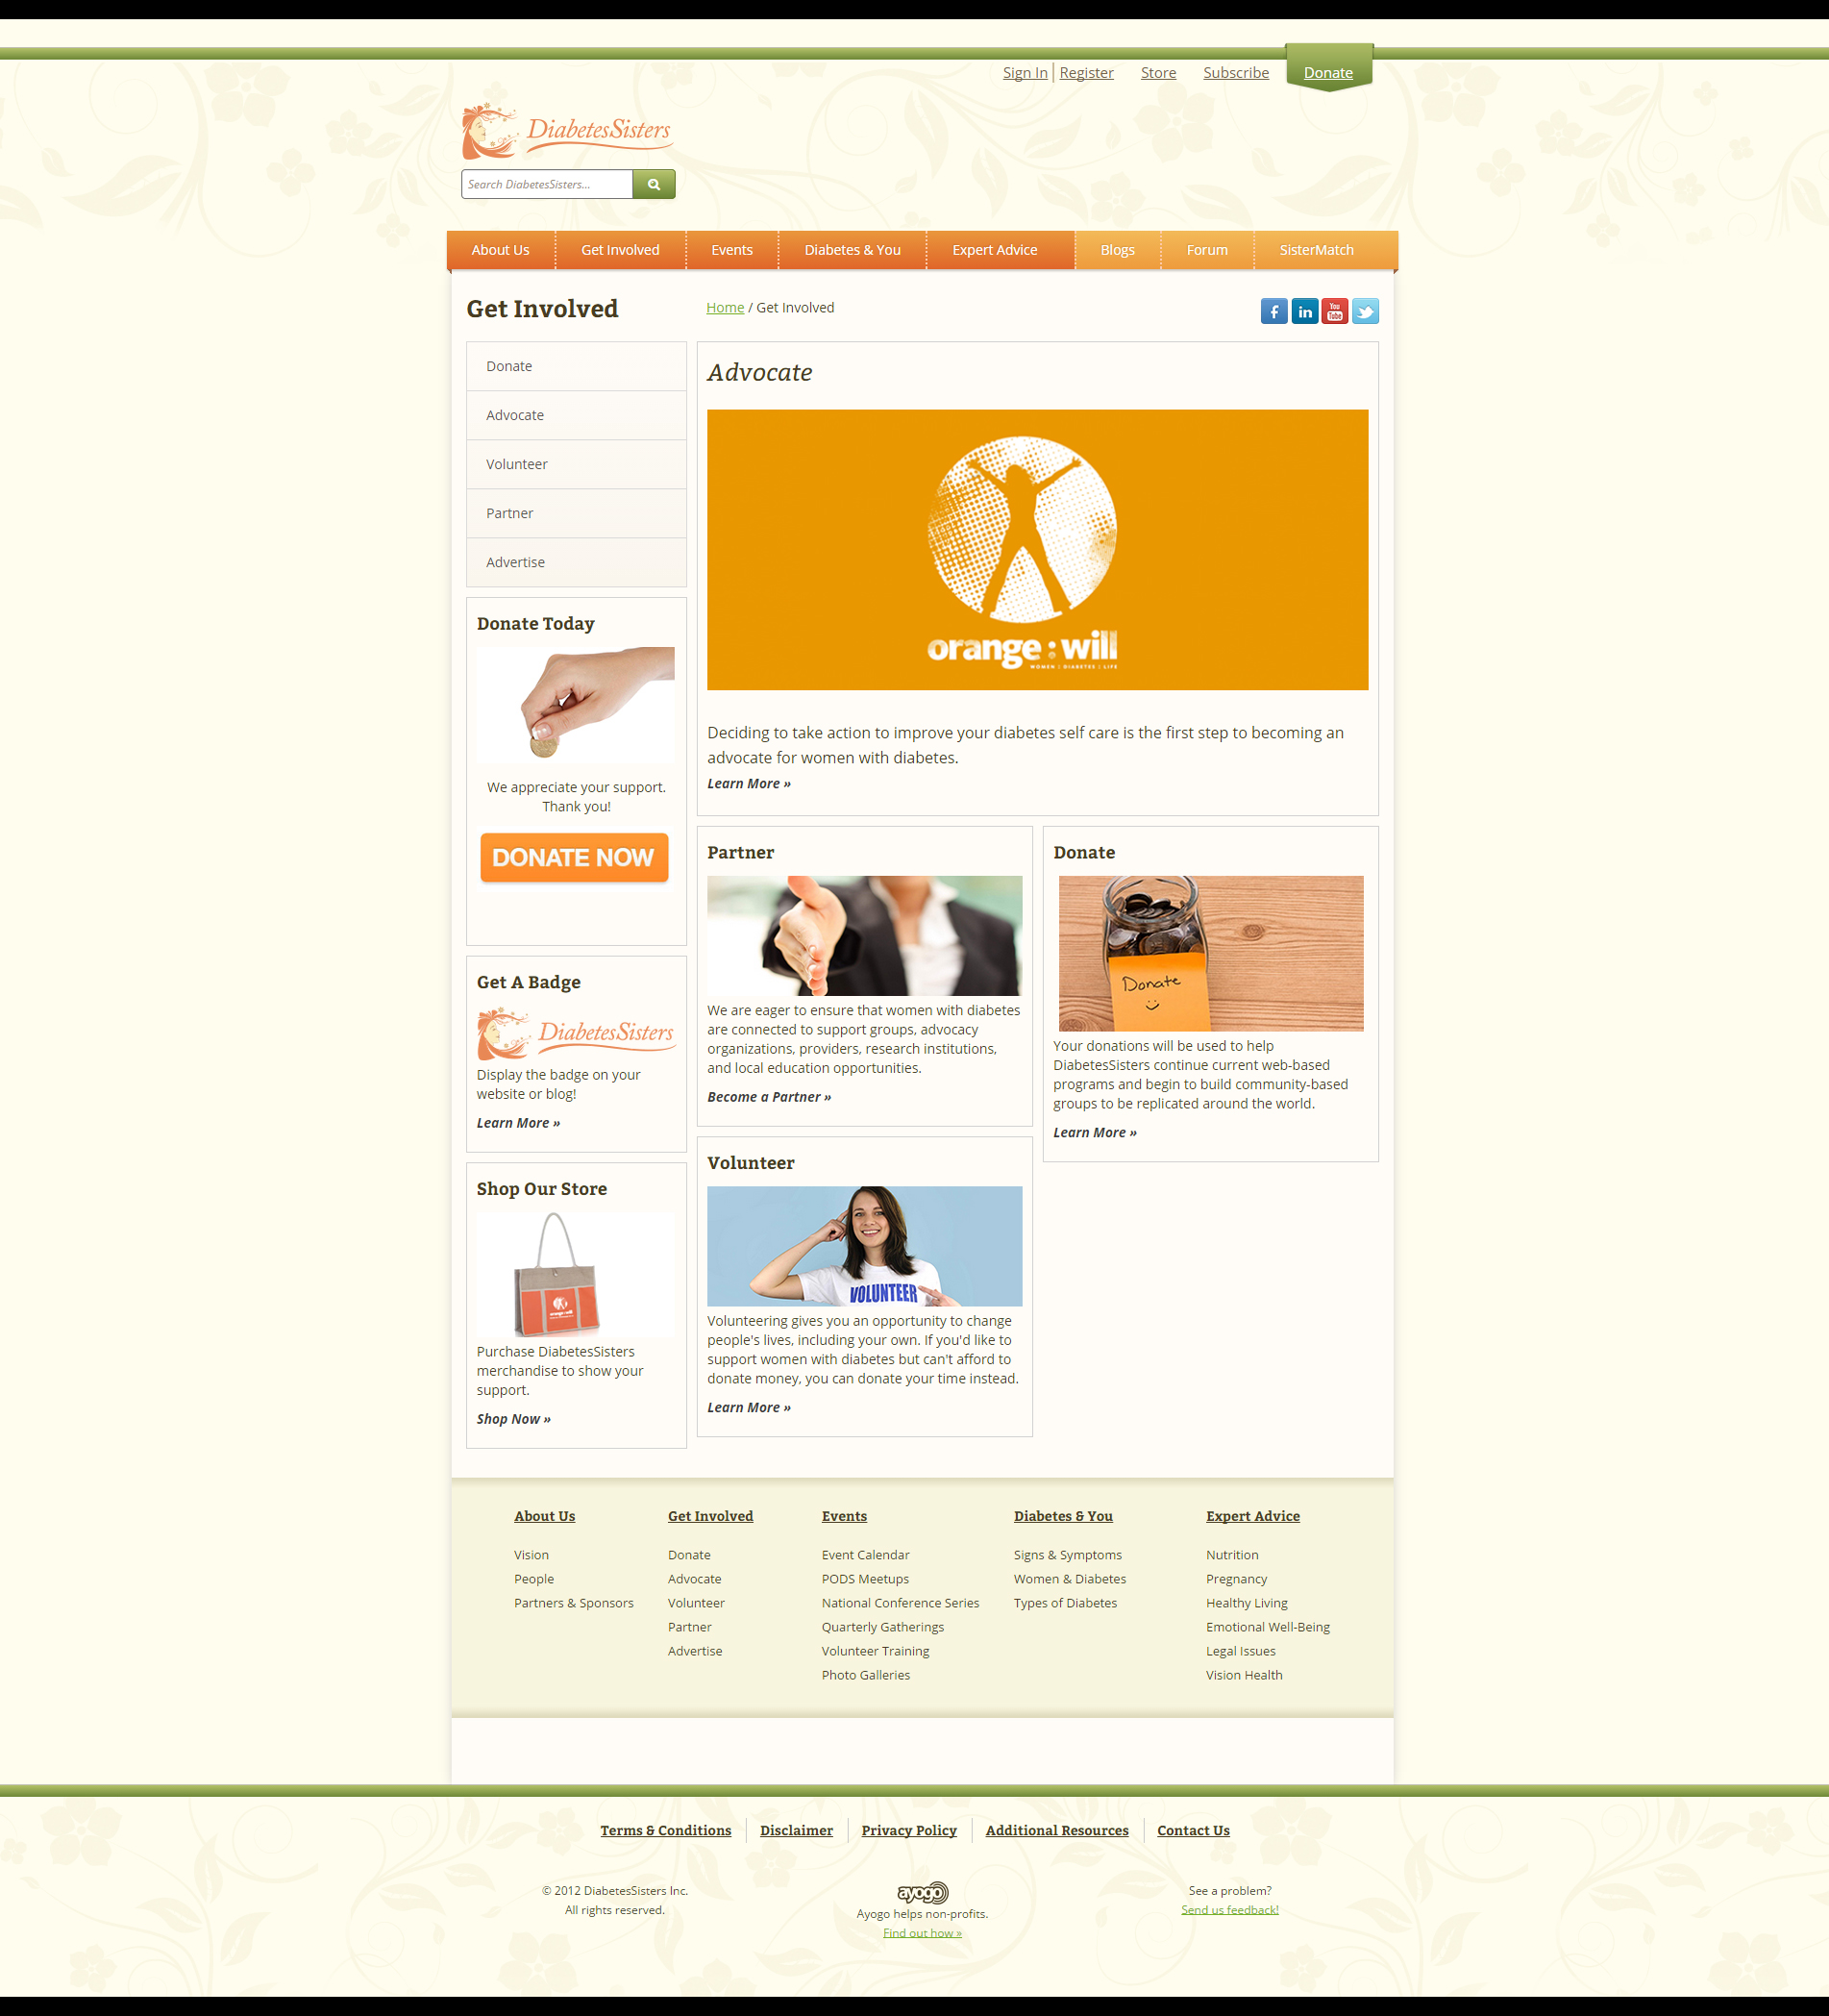 Sign In Register Store Subscribe Donate
DiabetesSisters
Search DiabetesSisters...
About Us Get Involved Events Diabetes & You Expert Advice Blogs Forum SisterMatch
Get Involved
Home / Get Involved
f in You Tube
Donate
Advocate
Volunteer
Partner
Advertise
Donate Today
We appreciate your support.
Thank you!
DONATE NOW
Get A Badge
DiabetesSisters
Display the badge on your
website or blog!
Learn More »
Shop Our Store
orange:will
Purchase DiabetesSisters
merchandise to show your
support.
Shop Now »
Advocate
orange:will
WOMEN | DIABETES | LIFE
Deciding to take action to improve your diabetes self care is the first step to becoming an
advocate for women with diabetes.
Learn More »
Partner
We are eager to ensure that women with diabetes
are connected to support groups, advocacy
organizations, providers, research institutions,
and local education opportunities.
Become a Partner »
Donate
Donate
Your donations will be used to help
DiabetesSisters continue current web-based
programs and begin to build community-based
groups to be replicated around the world.
Learn More »
Volunteer
VOLUNTEER
Volunteering gives you an opportunity to change
people's lives, including your own. If you'd like to
support women with diabetes but can't afford to
donate money, you can donate your time instead.
Learn More »
About Us
Vision
People
Partners & Sponsors
Get Involved
Donate
Advocate
Volunteer
Partner
Advertise
Events
Event Calendar
PODS Meetups
National Conference Series
Quarterly Gatherings
Volunteer Training
Photo Galleries
Diabetes & You
Signs & Symptoms
Women & Diabetes
Types of Diabetes
Expert Advice
Nutrition
Pregnancy
Healthy Living
Emotional Well-Being
Legal Issues
Vision Health
Terms & Conditions Disclaimer Privacy Policy Additional Resources Contact Us
© 2012 DiabetesSisters Inc.
All rights reserved.
ayogo
Ayogo helps non-profits.
Find out how »
See a problem?
Send us feedback!